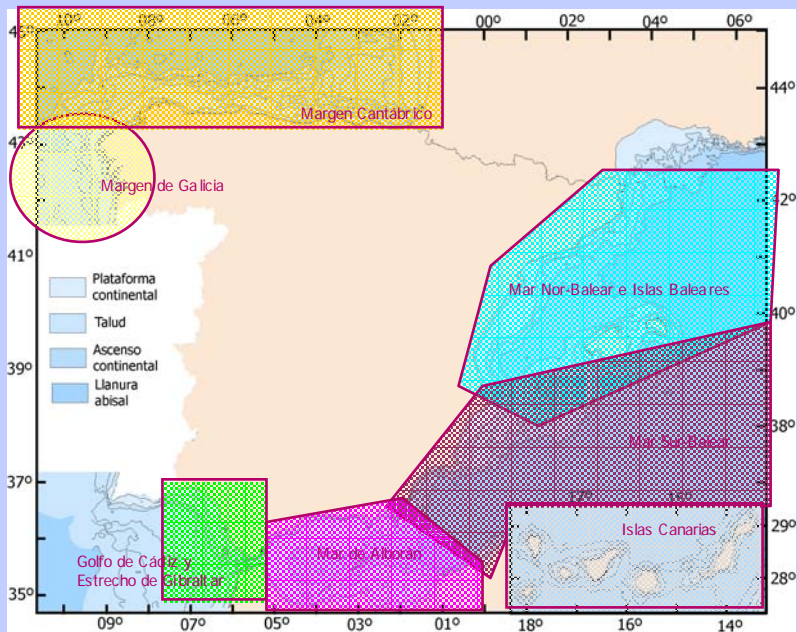 45º 10º 08º 06º 04º 02º 00º 02º 04º 06º
44º
Margen Cantábrico
43º
Margen de Galicia
42º
41º
Plataforma
continental
Talud
Ascenso
continental
Llanura
abisal
Mar Nor-Balear e Islas Baleares
40º
39º
38º
Mar Sur-Balear
37º
17º 16º
Islas Canarias
29º
28º
Mar de Alborán
Golfo de Cádiz y
Estrecho de Gibraltar
35º
09º 07º 05º 03º 01º 18º 16º 14º